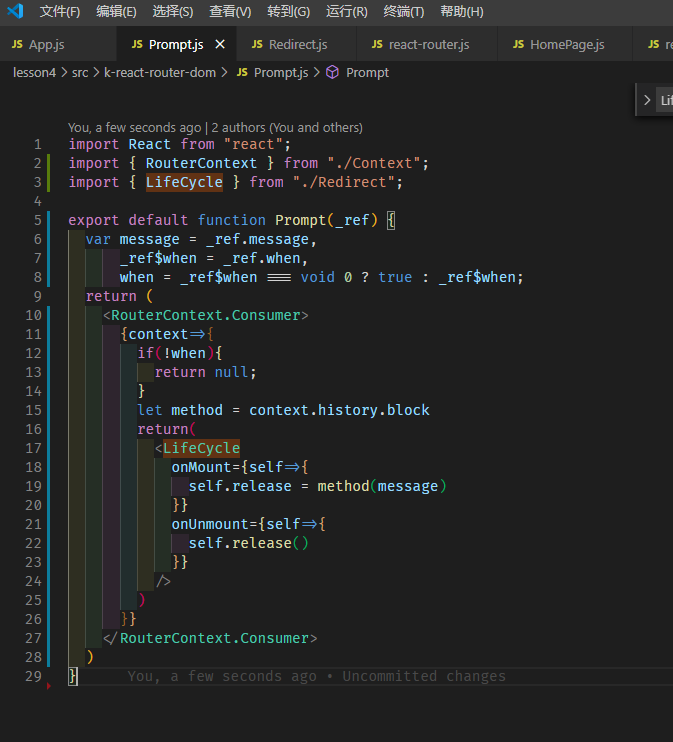 文件(F) 编辑(E) 选择(S) 查看(V) 转到(G) 运行(R) 终端(T) 帮助(H)
JS App.js JS Prompt.js × JS Redirect.js JS react-router.js JS HomePage.js JS re
lesson4 > src > k-react-router-dom > JS Prompt.js > Prompt
> Lif
You, a few seconds ago | 2 authors (You and others)
1 import React from "react";
2 import { RouterContext } from "./Context";
3 import { LifeCycle } from "./Redirect";
4
5 export default function Prompt(_ref) {
6 var message = _ref.message,
7 _ref$when = _ref.when,
8 when = _ref$when === void 0 ? true : _ref$when;
9 return (
10 <RouterContext.Consumer>
11 {context=>{
12 if(!when){
13 return null;
14 }
15 let method = context.history.block
16 return(
17 <LifeCycle
18 onMount={self=>{
19 self.release = method(message)
20 }}
21 onUnmount={self=>{
22 self.release()
23 }}
24 />
25 )
26 }}
27 </RouterContext.Consumer>
28 )
29 } You, a few seconds ago • Uncommitted changes